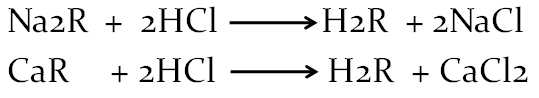 Na2R + 2HCl ⟶ H2R + 2NaCl
CaR + 2HCl ⟶ H2R + CaCl2